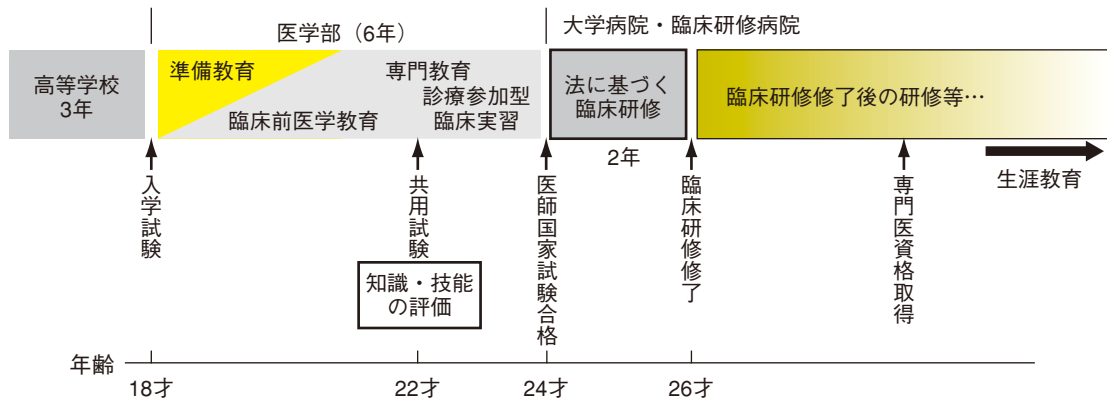 医学部（6年）
大学病院・臨床研修病院
高等学校
3年
準備教育
臨床前医学教育
専門教育
診療参加型
臨床実習
法に基づく
臨床研修
臨床研修修了後の研修等…
2年
生涯教育
入学試験
共用試験
知識・技能
の評価
医師国家試験合格
臨床研修修了
専門医資格取得
年齢
18才
22才
24才
26才